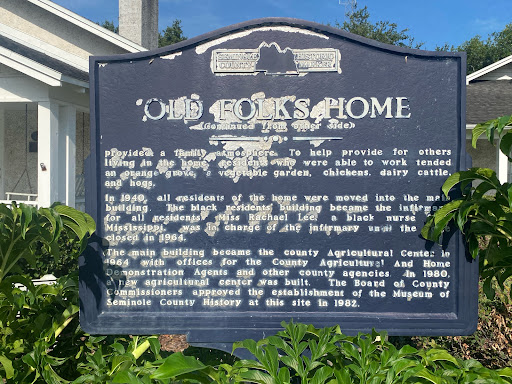 SEMINOLE HISTORICAL
COUNTY MARKER
OLD FOLKS HOME
(Continued from other side)
provided a family atmosphere. To help provide for others
living in the home, residents who were able to work tended
an orange grove, a vegetable garden, chickens, dairy cattle,
and hogs.
In 1940, all residents of the home were moved into the main
building. The black residents building became the infirmary
for all residents. Miss Rachael Lee, a black nurse
Mississippi, was in charge of the infirmary until the
closed in 1964.
The main building became the county Agricultural Center in
1964, with offices for the County Agricultural And Home
Demonstration Agents and other county agencies. In 1980,
a new agricultural center was built. The Board of County
Commissioners approved the establishment of the Museum of
Seminole County History at this site in 1982.